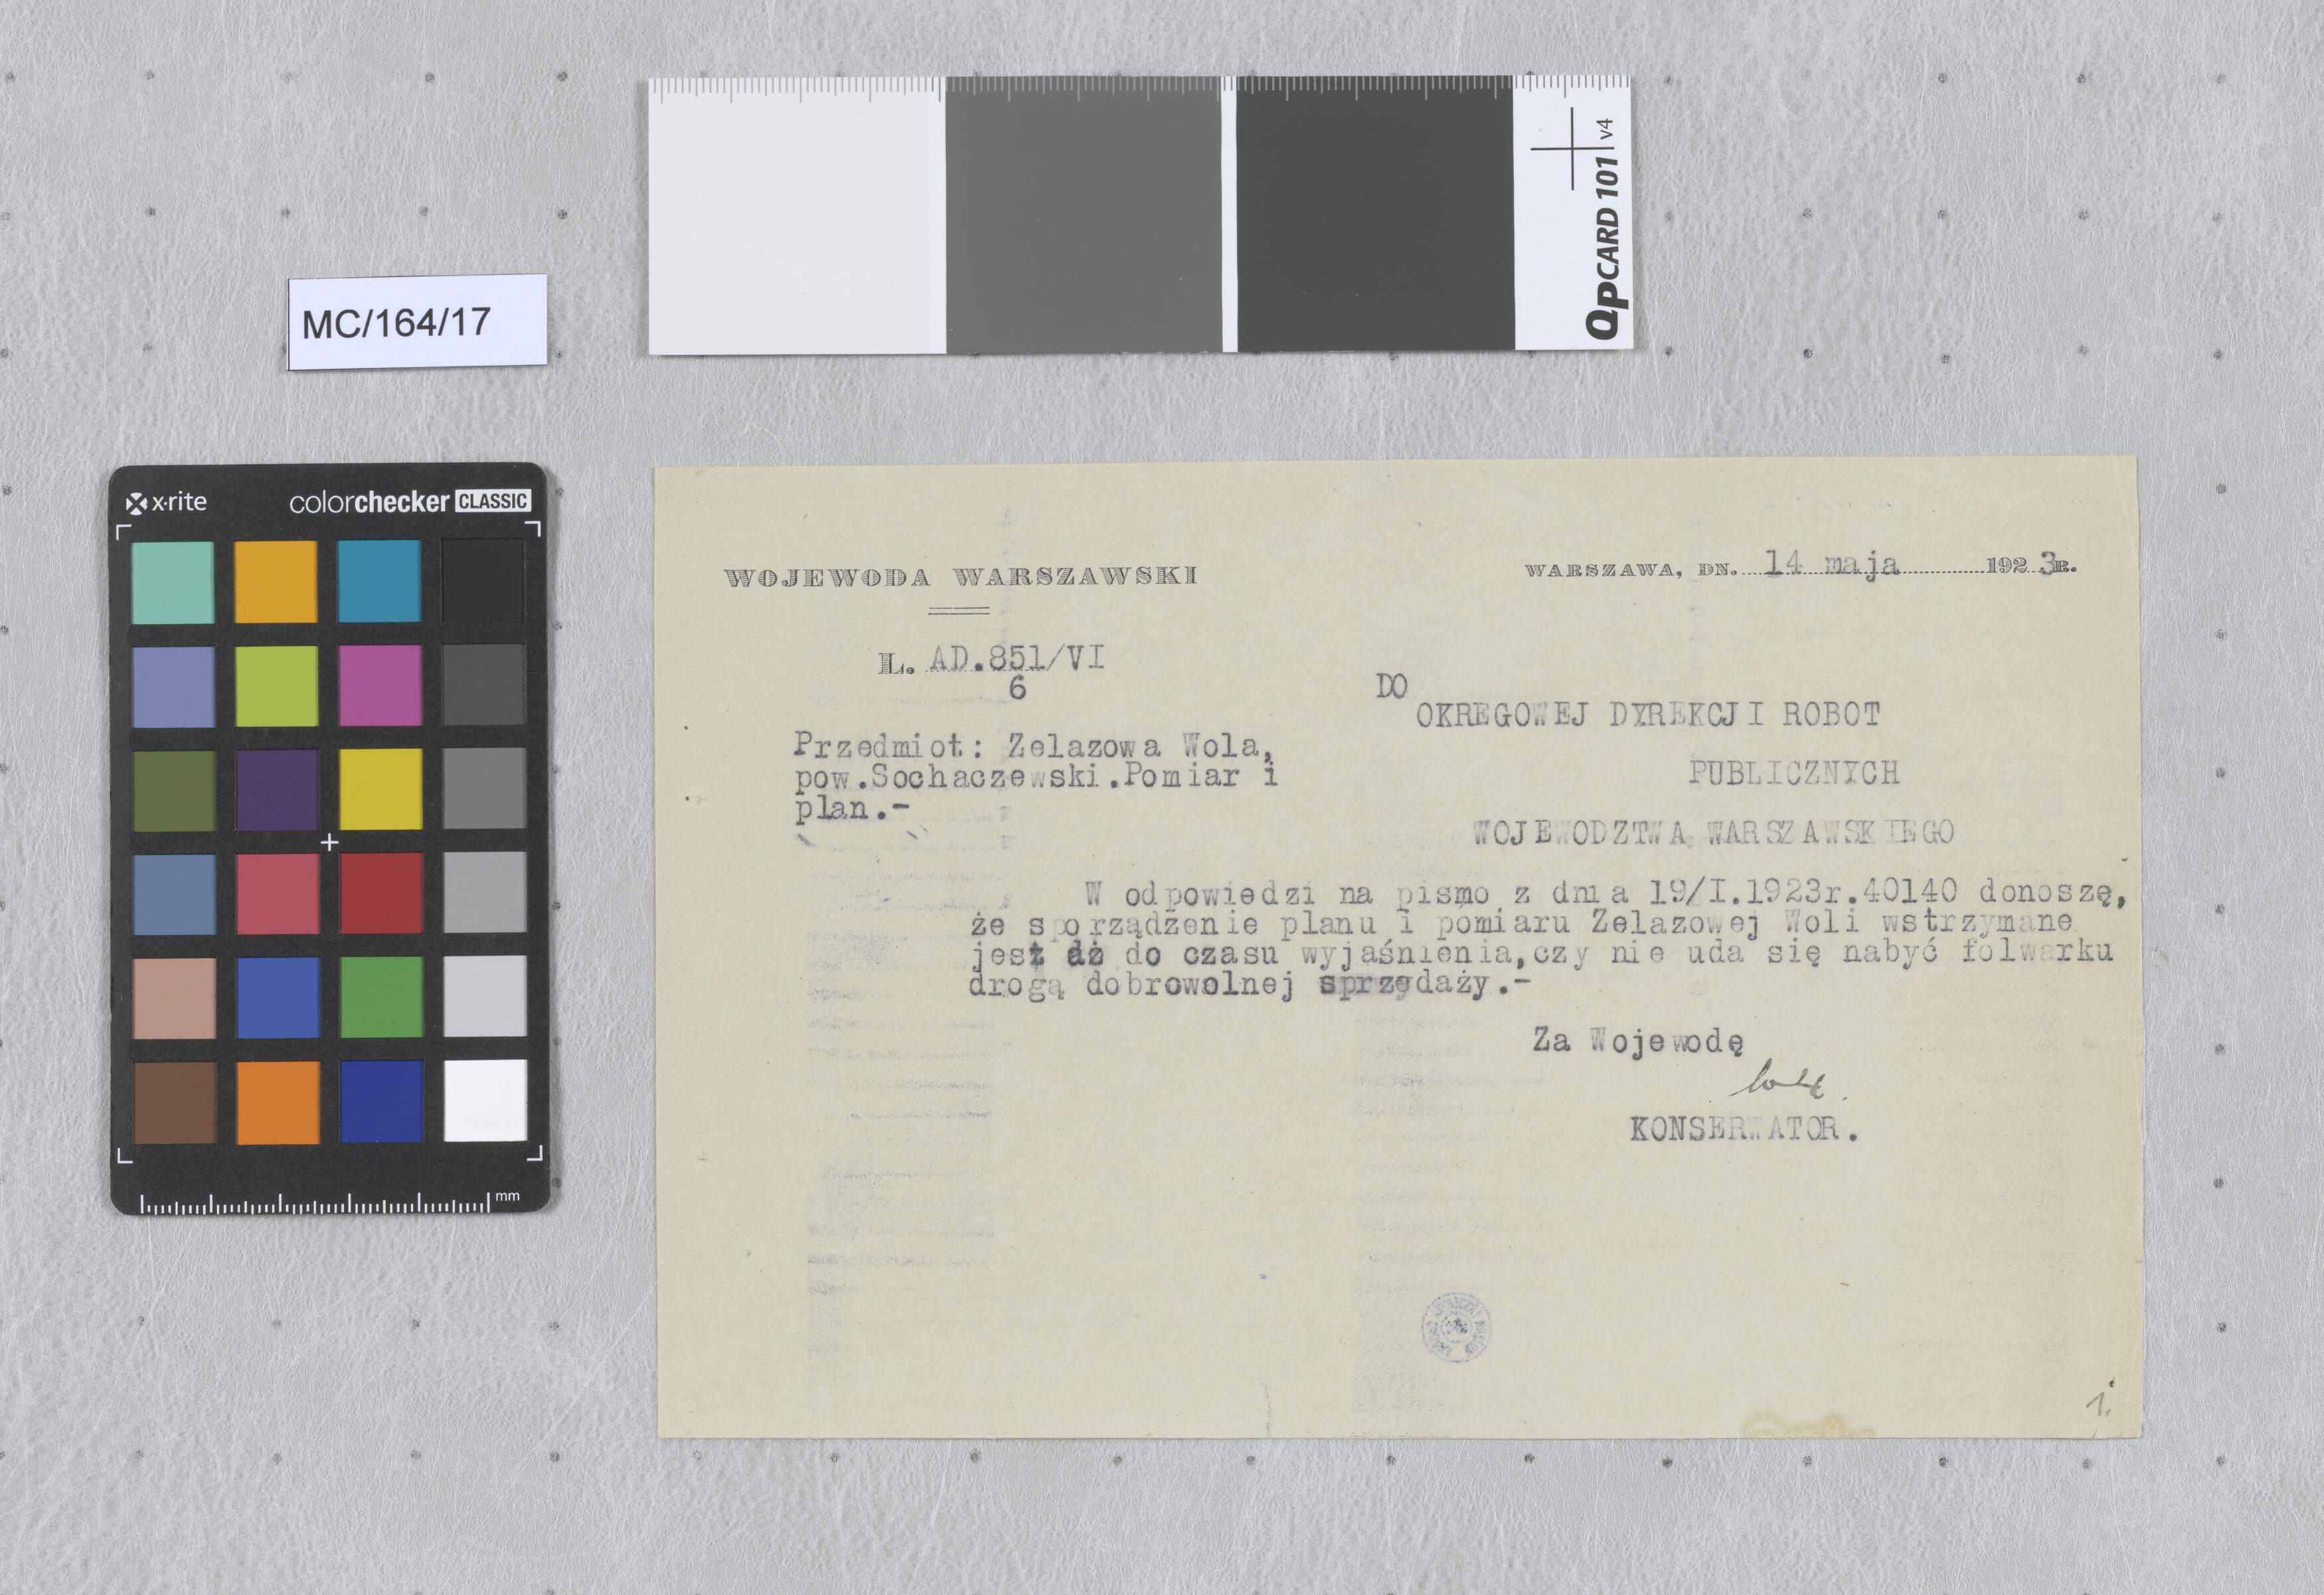 QPCARD 101 v4
MC/164/17
x·rite colorchecker CLASSIC
mm
WOJEWODA WARSZAWSKI
WARSZAWA, DN. 14 maja 1923R.
L. AD.851/VI
6
DO
OKREGOWEJ DYREKCJI ROBOT
PUBLICZNYCH
WOJEWODZTWA WARSZAWSKIEGO
Przedmiot: Zelazowa Wola,
pow.Sochaczewski.Pomiar i
plan.-
W odpowiedzi na pismo z dnia 19/I.1923r.40140 donoszę,
że sporządzenie planu i pomiaru Zelazowej Woli wstrzymane
jest aż do czasu wyjaśnienia,czy nie uda się nabyć folwarku
drogą dobrowolnej sprzedaży.-
Za Wojewodę
KONSERWATOR.
1.